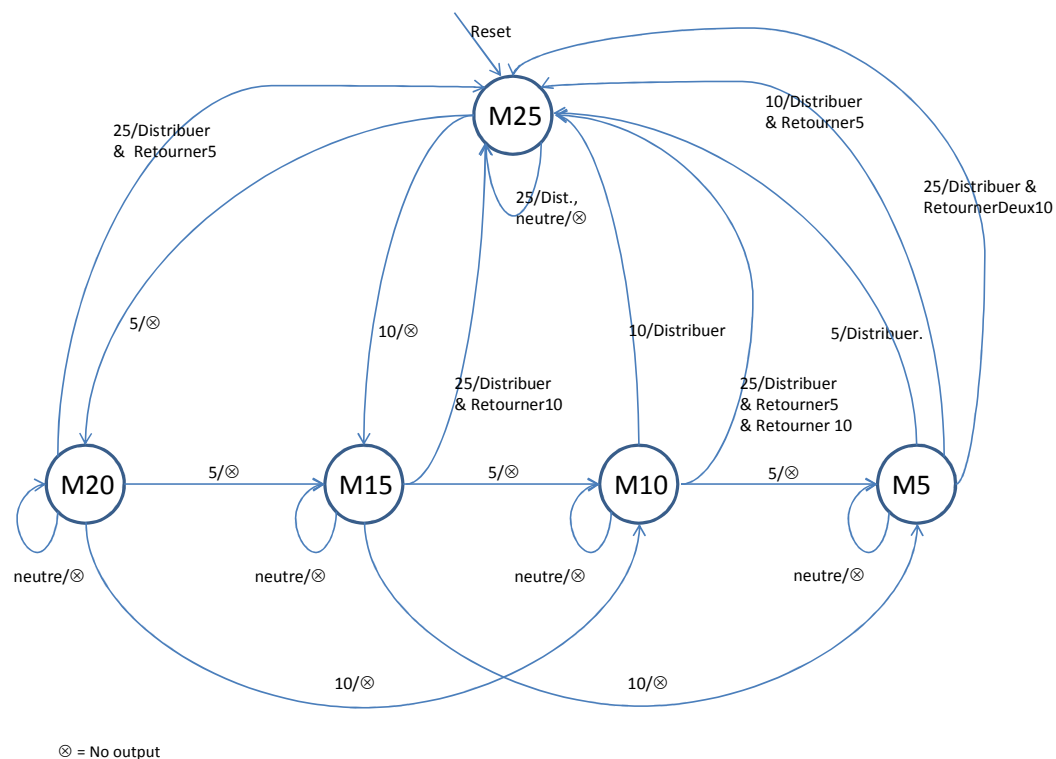 Reset
M25
25/Distribuer
& Retourner5
10/Distribuer
& Retourner5
25/Distribuer &
RetournerDeux10
25/Dist.,
neutre/⊗
5/⊗
10/⊗
10/Distribuer
5/Distribuer.
25/Distribuer
& Retourner10
25/Distribuer
& Retourner5
& Retourner 10
M20
5/⊗
M15
5/⊗
M10
5/⊗
M5
neutre/⊗
neutre/⊗
neutre/⊗
neutre/⊗
10/⊗
10/⊗
⊗ = No output